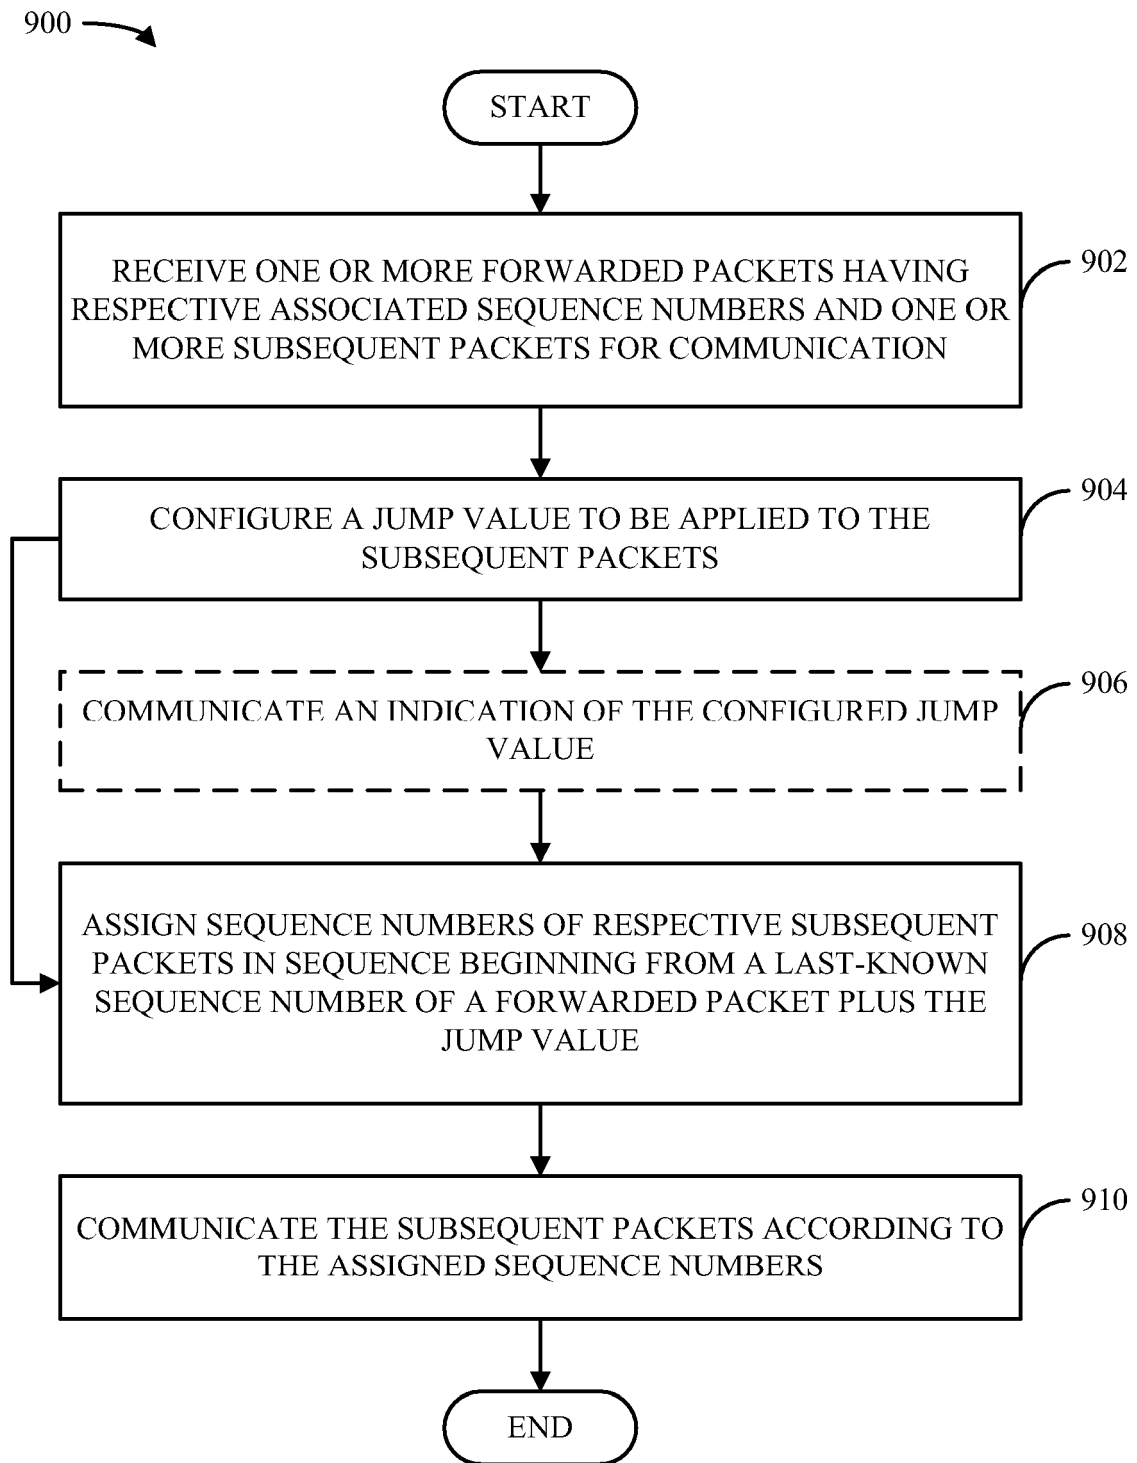 900
START
RECEIVE ONE OR MORE FORWARDED PACKETS HAVING
RESPECTIVE ASSOCIATED SEQUENCE NUMBERS AND ONE OR
MORE SUBSEQUENT PACKETS FOR COMMUNICATION
902
CONFIGURE A JUMP VALUE TO BE APPLIED TO THE
SUBSEQUENT PACKETS
904
COMMUNICATE AN INDICATION OF THE CONFIGURED JUMP
VALUE
906
ASSIGN SEQUENCE NUMBERS OF RESPECTIVE SUBSEQUENT
PACKETS IN SEQUENCE BEGINNING FROM A LAST-KNOWN
SEQUENCE NUMBER OF A FORWARDED PACKET PLUS THE
JUMP VALUE
908
COMMUNICATE THE SUBSEQUENT PACKETS ACCORDING TO
THE ASSIGNED SEQUENCE NUMBERS
910
END